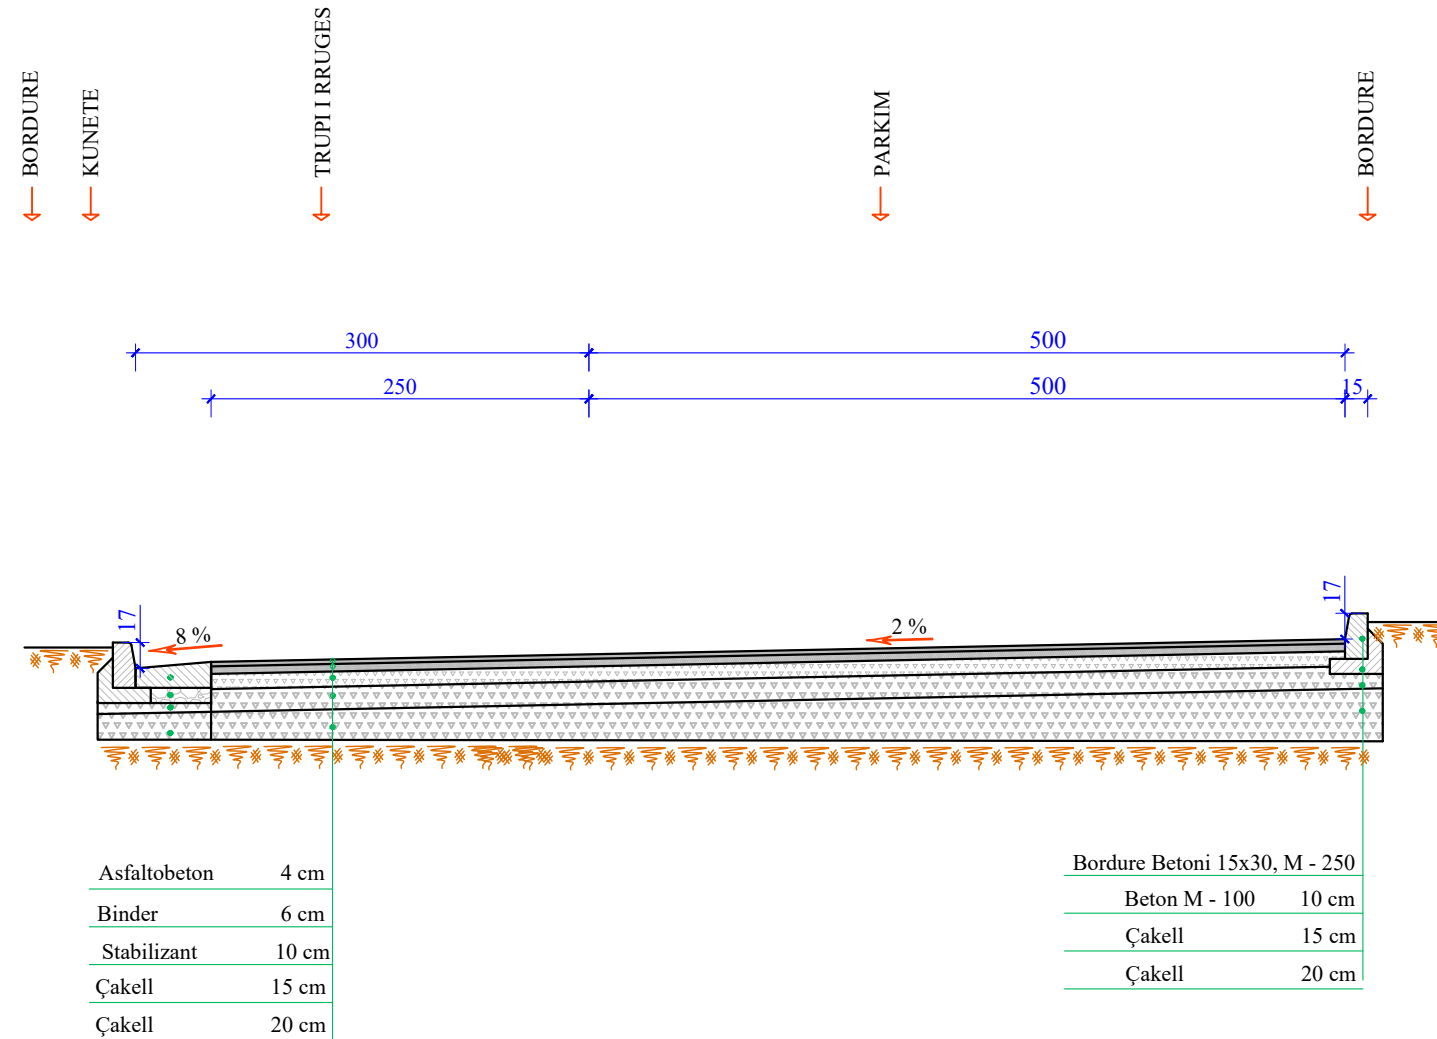 BORDURE
KUNETE
TRUPI I RRUGES
PARKIM
BORDURE
300
500
250
500
15
17
8 %
2 %
17
Asfaltobeton 4 cm
Binder 6 cm
Stabilizant 10 cm
Çakell 15 cm
Çakell 20 cm
Bordure Betoni 15x30, M - 250
Beton M - 100 10 cm
Çakell 15 cm
Çakell 20 cm